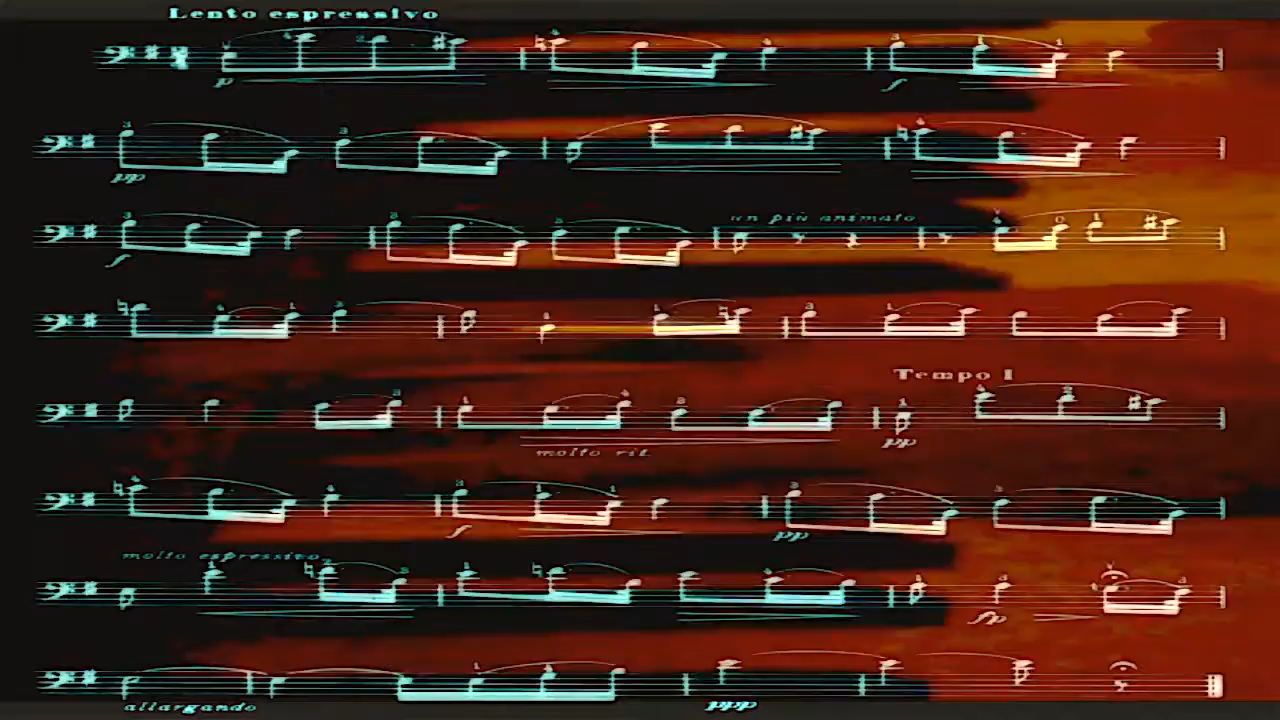 Lento espressivo
p
f
pp
un più animato
f
Tempo I
pp
molto rit.
f
pp
molto espressivo
fp
allargando
ppp